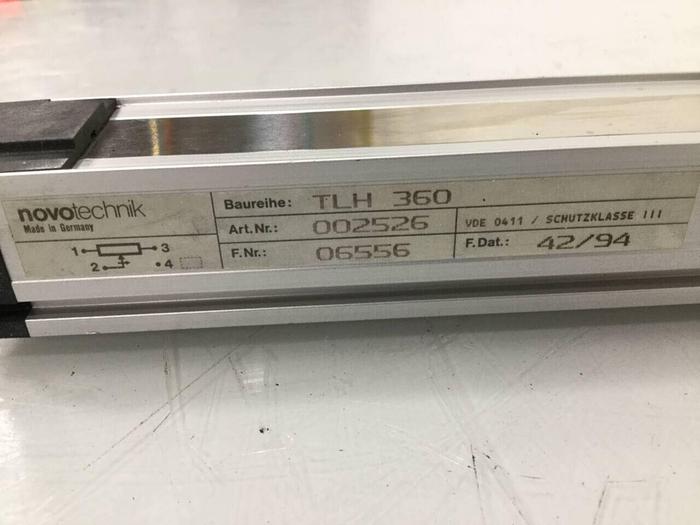 novotechnik
Made in Germany
1 3
2 4
Baureihe: TLH 360
Art.Nr.: 002526
VDE 0411 / SCHUTZKLASSE III
F.Nr.: 06556
F.Dat.: 42/94